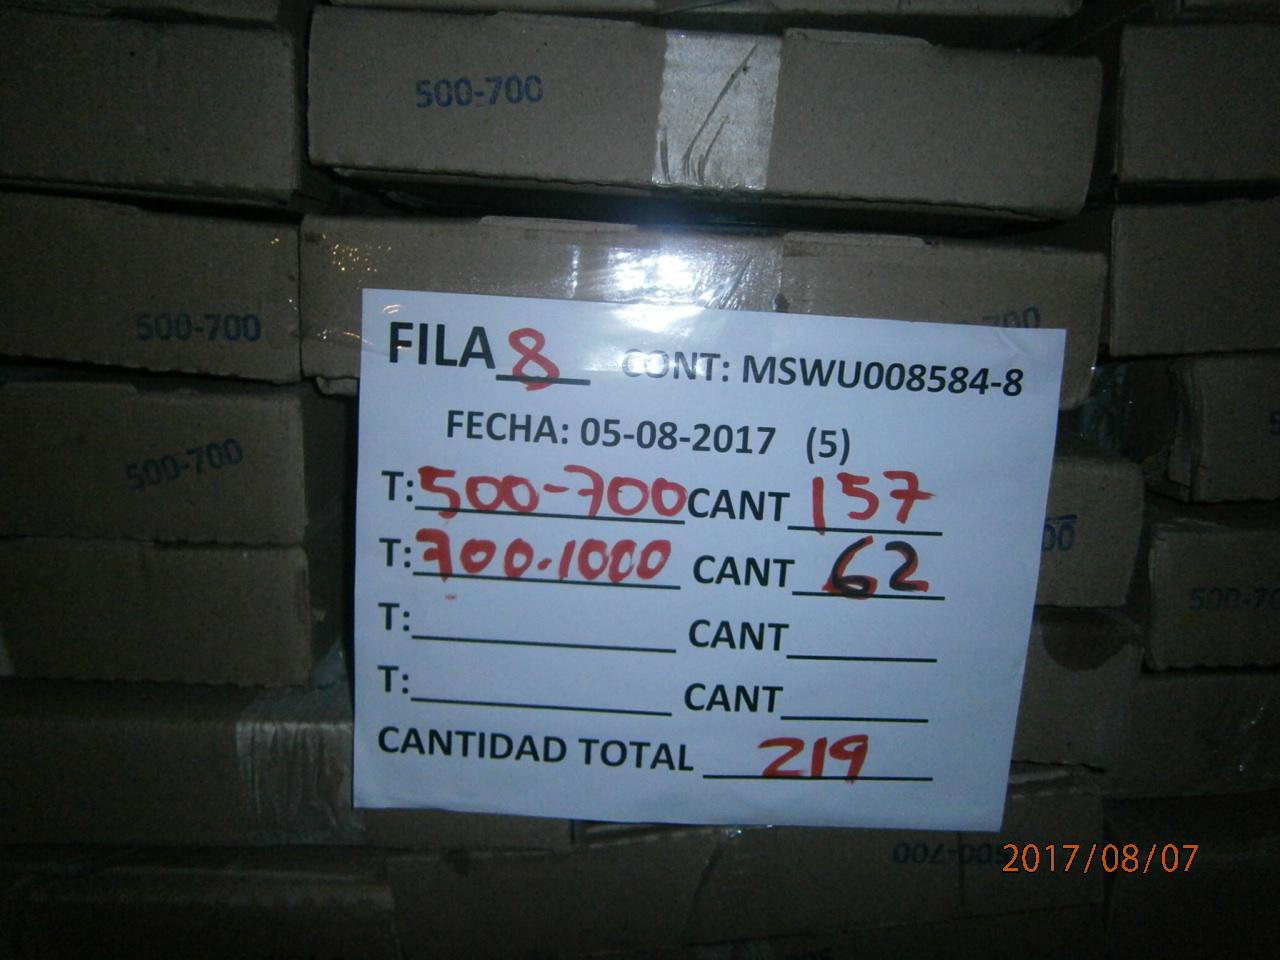 500-700
500-700
FILA 8 CONT: MSWU008584-8
FECHA: 05-08-2017 (5)
500-700
T: 500-700 CANT 157
T: 700-1000 CANT 62
T: CANT
T: CANT
CANTIDAD TOTAL 219
500-700
2017/08/07